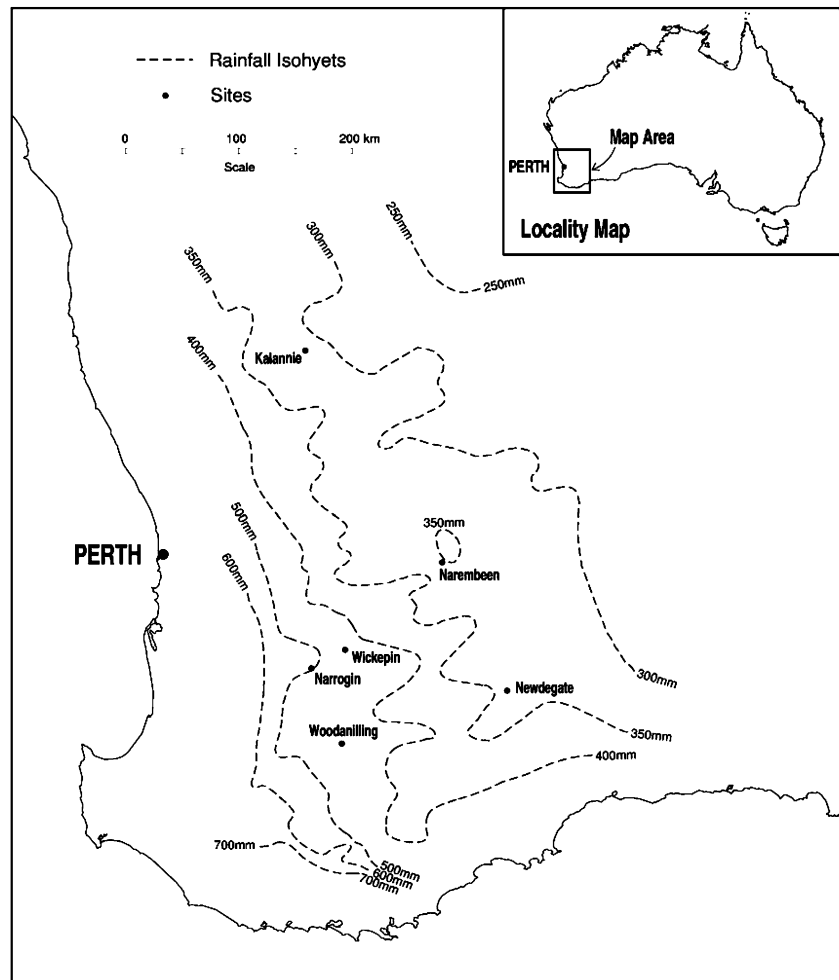 Rainfall Isohyets
Sites
0 100 200 km
Scale
PERTH
Map Area
Locality Map
350mm
300mm
250mm
250mm
400mm
Kalannie
500mm
600mm
350mm
PERTH
Narembeen
Wickepin
Narrogin
Newdegate
300mm
Woodanilling
350mm
400mm
700mm
500mm
600mm
700mm